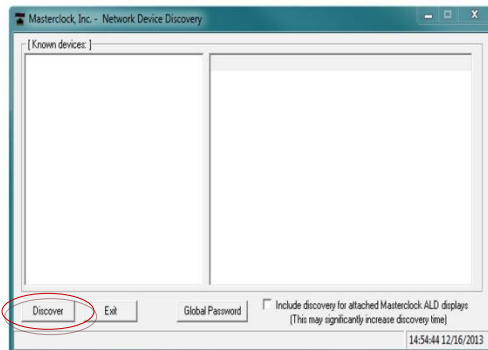 Masterclock, Inc. - Network Device Discovery
[ Known devices: ]
Discover Exit Global Password Include discovery for attached Masterclock ALD displays
(This may significantly increase discovery time)
14:54:44 12/16/2013